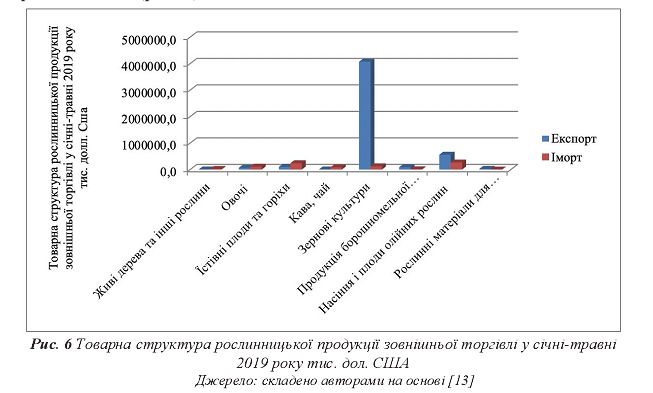 Товарна структура рослинницької продукції
зовнішньої торгівлі у січні-травні 2019 року
тис. долл. Сша
5000000,0
4000000,0
3000000,0
2000000,0
1000000,0
0,0
Живі дерева та інші рослини
Овочі
Їстівні плоди та горіхи
Кава, чай
Зернові культури
Продукція борошномельної…
Насіння і плоди олійних рослин
Рослинні матеріали для…
Експорт
Іморт
Рис. 6 Товарна структура рослинницької продукції зовнішньої торгівлі у січні-травні
2019 року тис. дол. США
Джерело: складено авторами на основі [13]